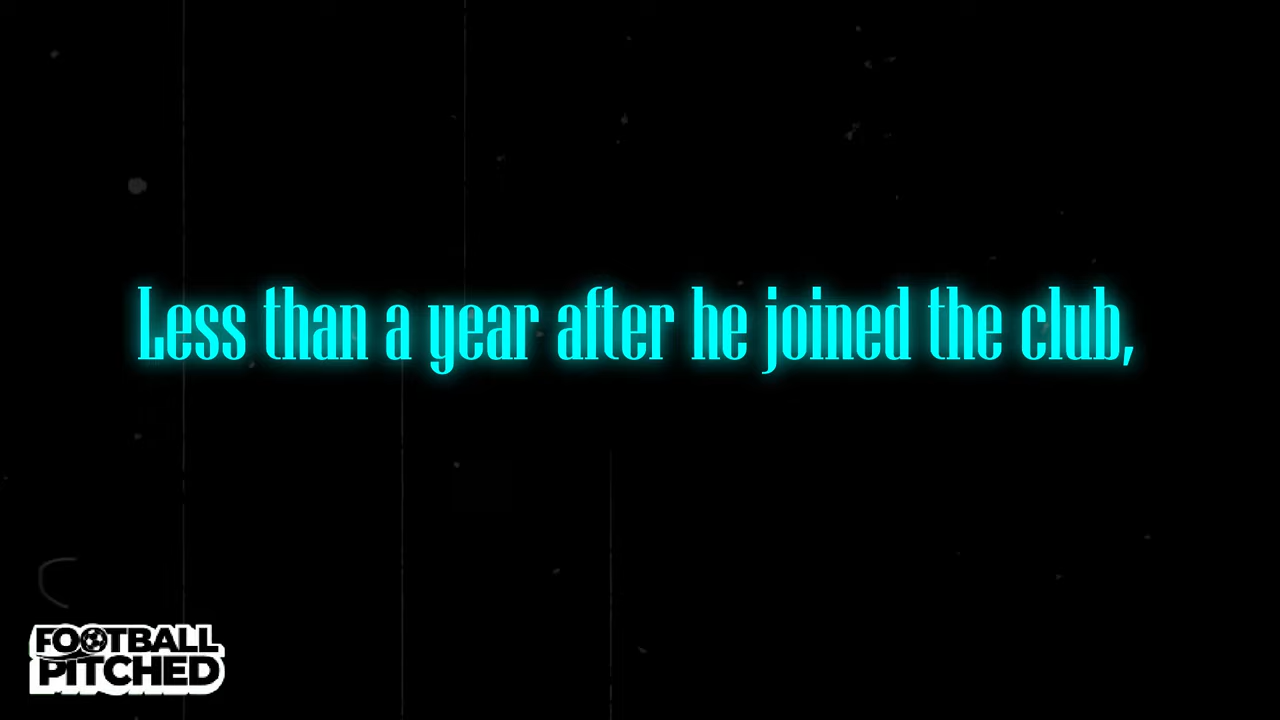 Less than a year after he joined the club,
FOOTBALL
PITCHED